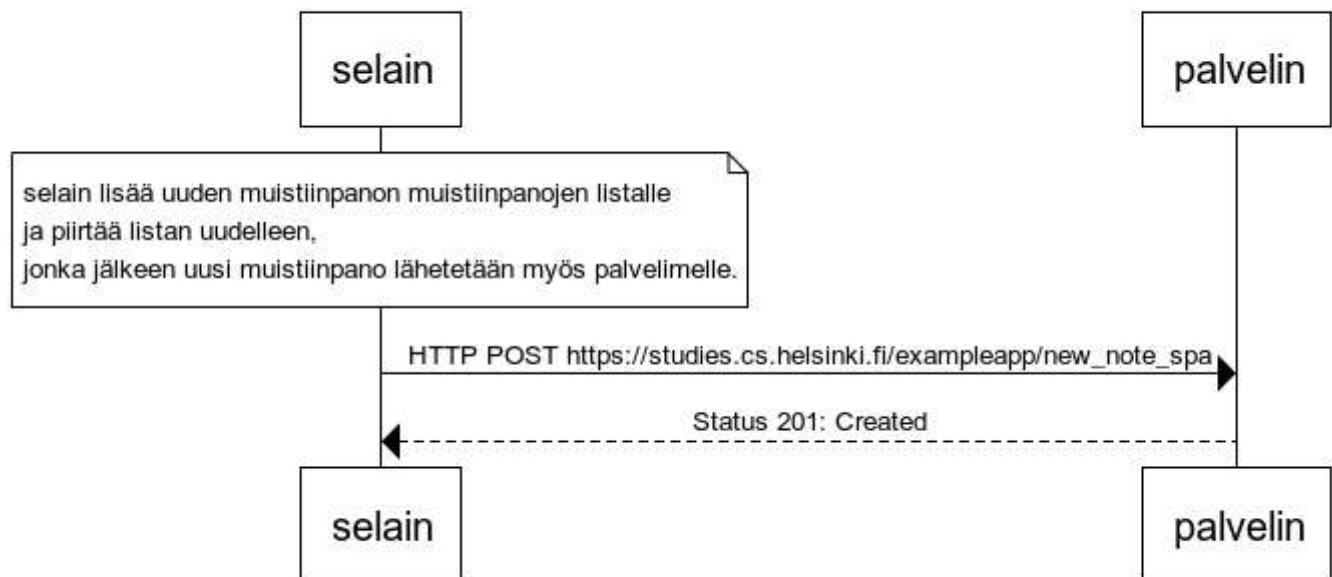 selain
palvelin
selain lisää uuden muistiinpanon muistiinpanojen listalle
ja piirtää listan uudelleen,
jonka jälkeen uusi muistiinpano lähetetään myös palvelimelle.
HTTP POST https://studies.cs.helsinki.fi/exampleapp/new_note_spa
Status 201: Created
selain
palvelin